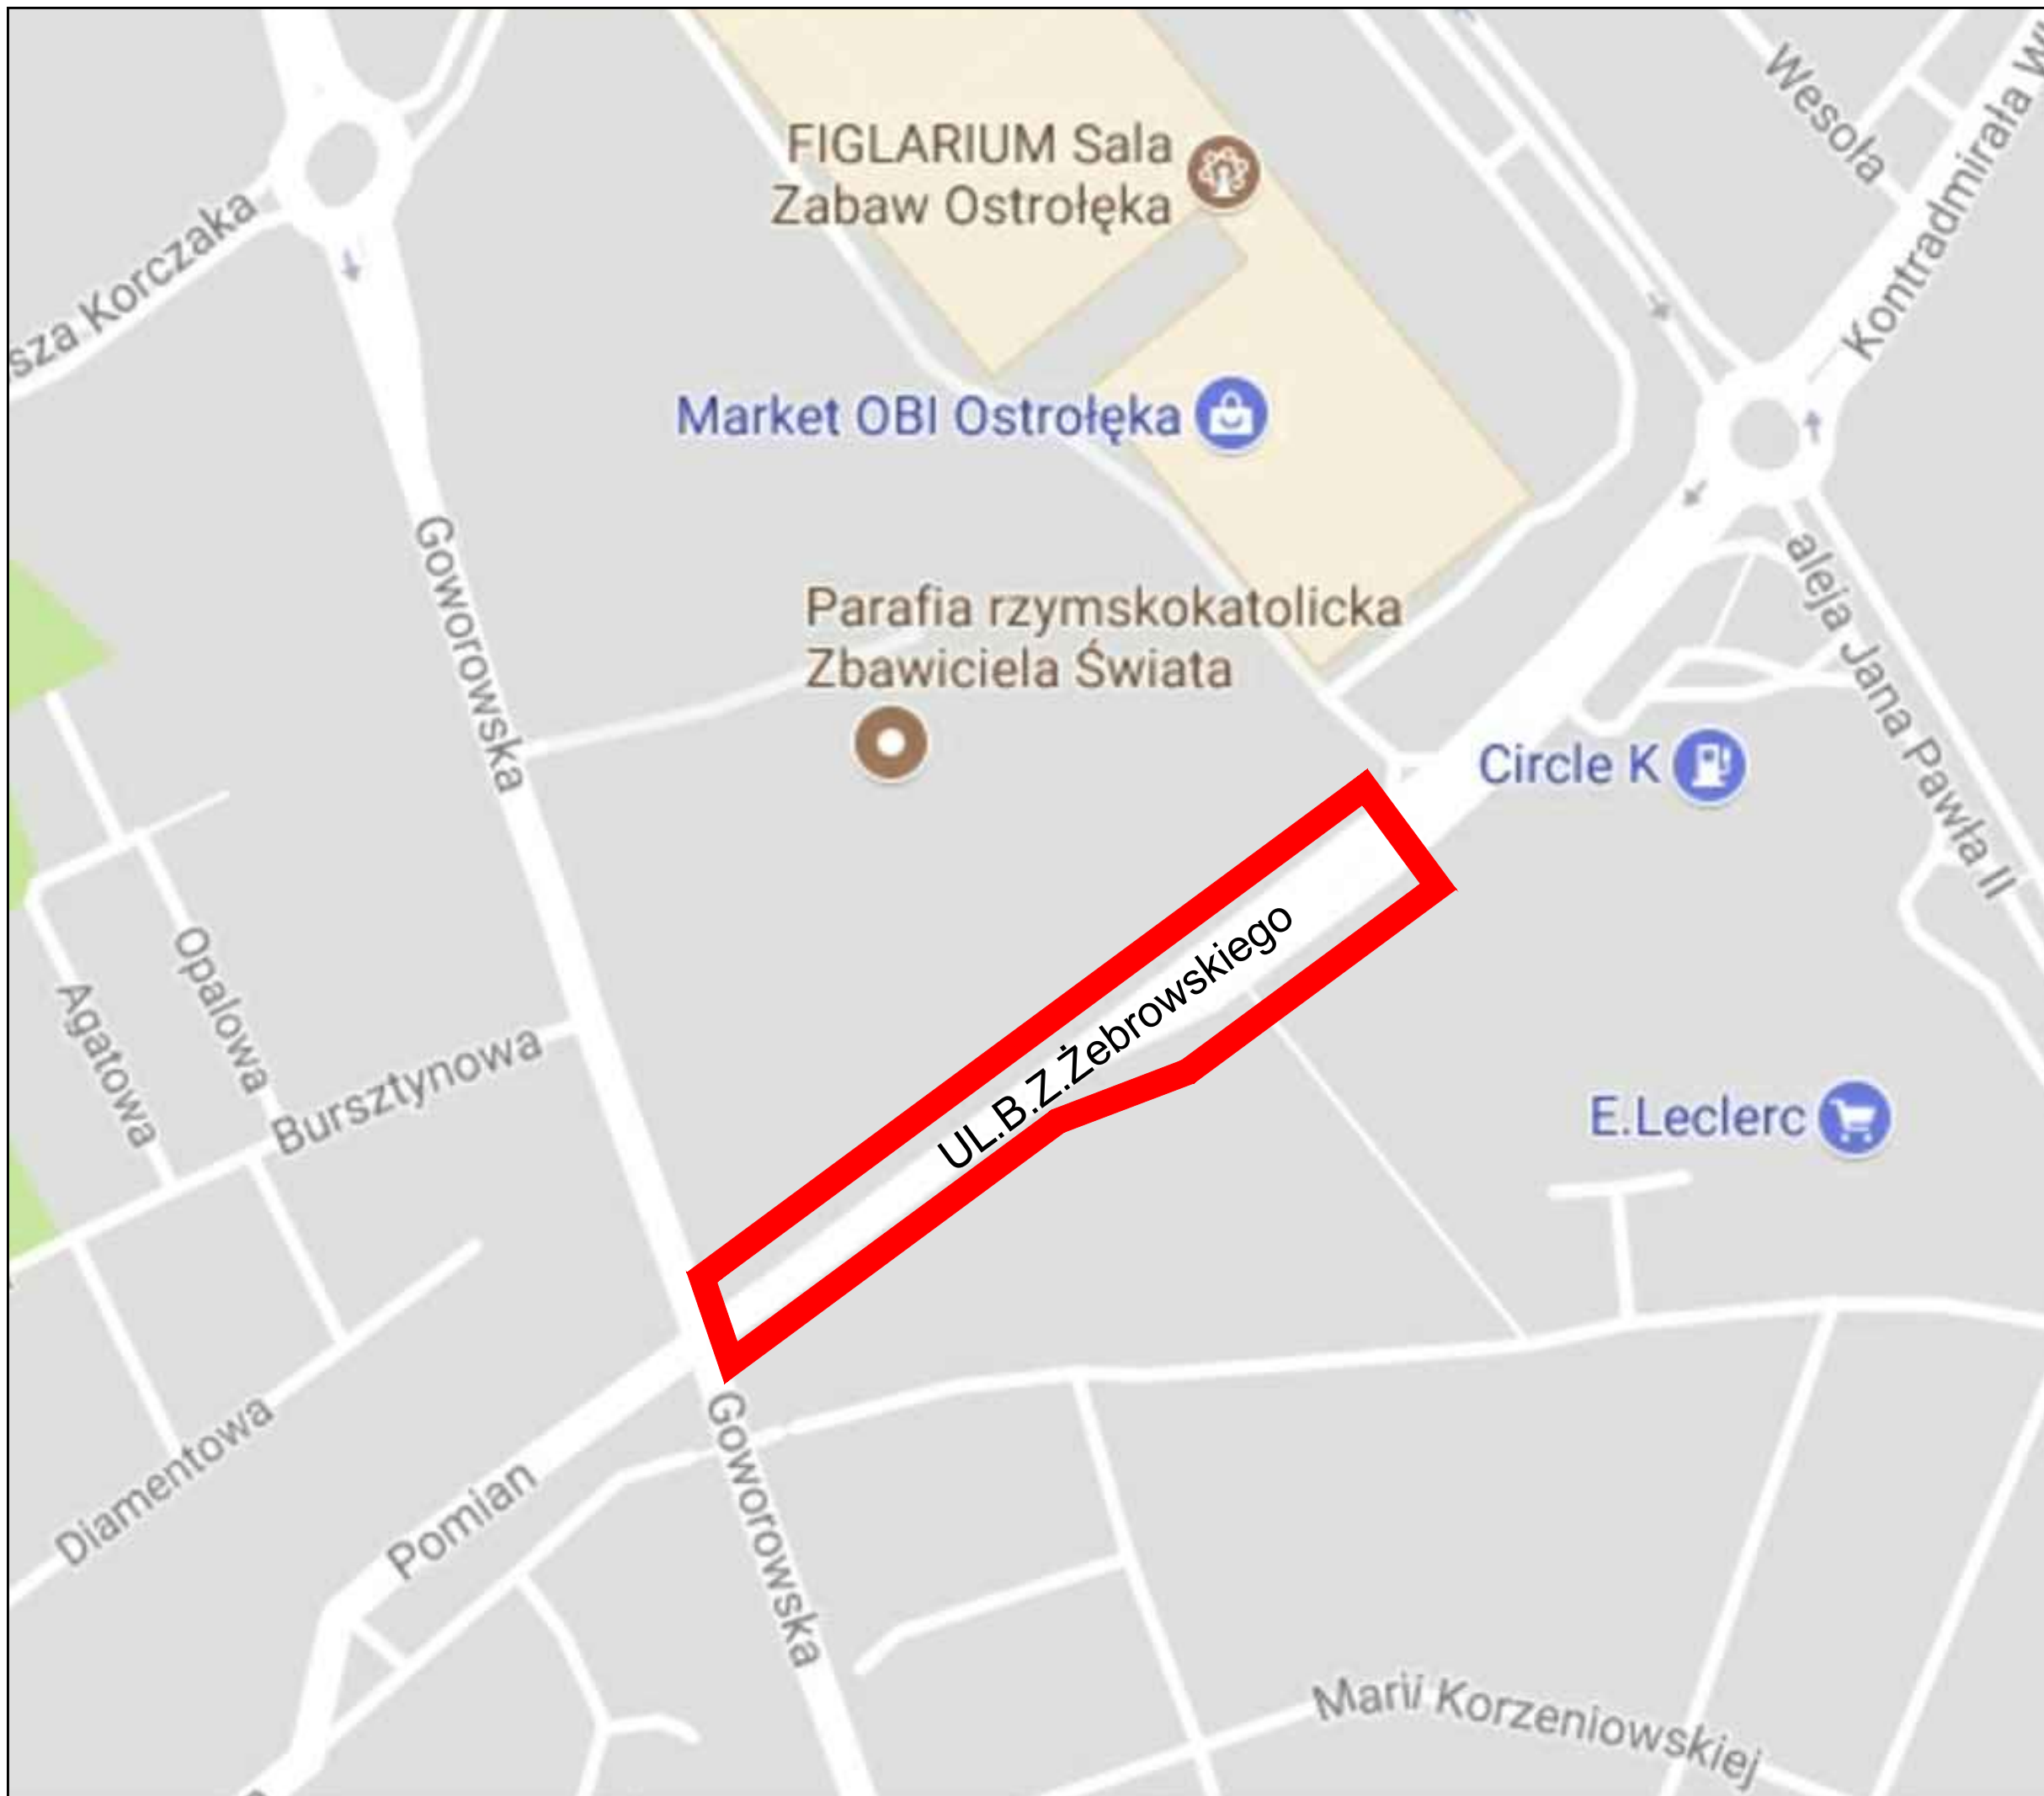 Wesoła
Kontradmirała W
FIGLARIUM Sala
Zabaw Ostrołęka
sza Korczaka
Market OBI Ostrołęka
Goworowska
Parafia rzymskokatolicka
Zbawiciela Świata
aleja Jana Pawła II
Circle K
UL.B.Z.Żebrowskiego
Opalowa
Agatowa
Bursztynowa
E.Leclerc
Diamentowa
Pomian
Goworowska
Marii Korzeniowskiej